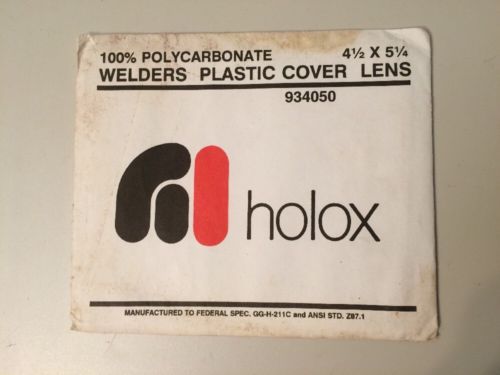 100% POLYCARBONATE 4½ X 5¼
WELDERS PLASTIC COVER LENS
934050
holox
MANUFACTURED TO FEDERAL SPEC. GG-H-211C and ANSI STD. Z87.1